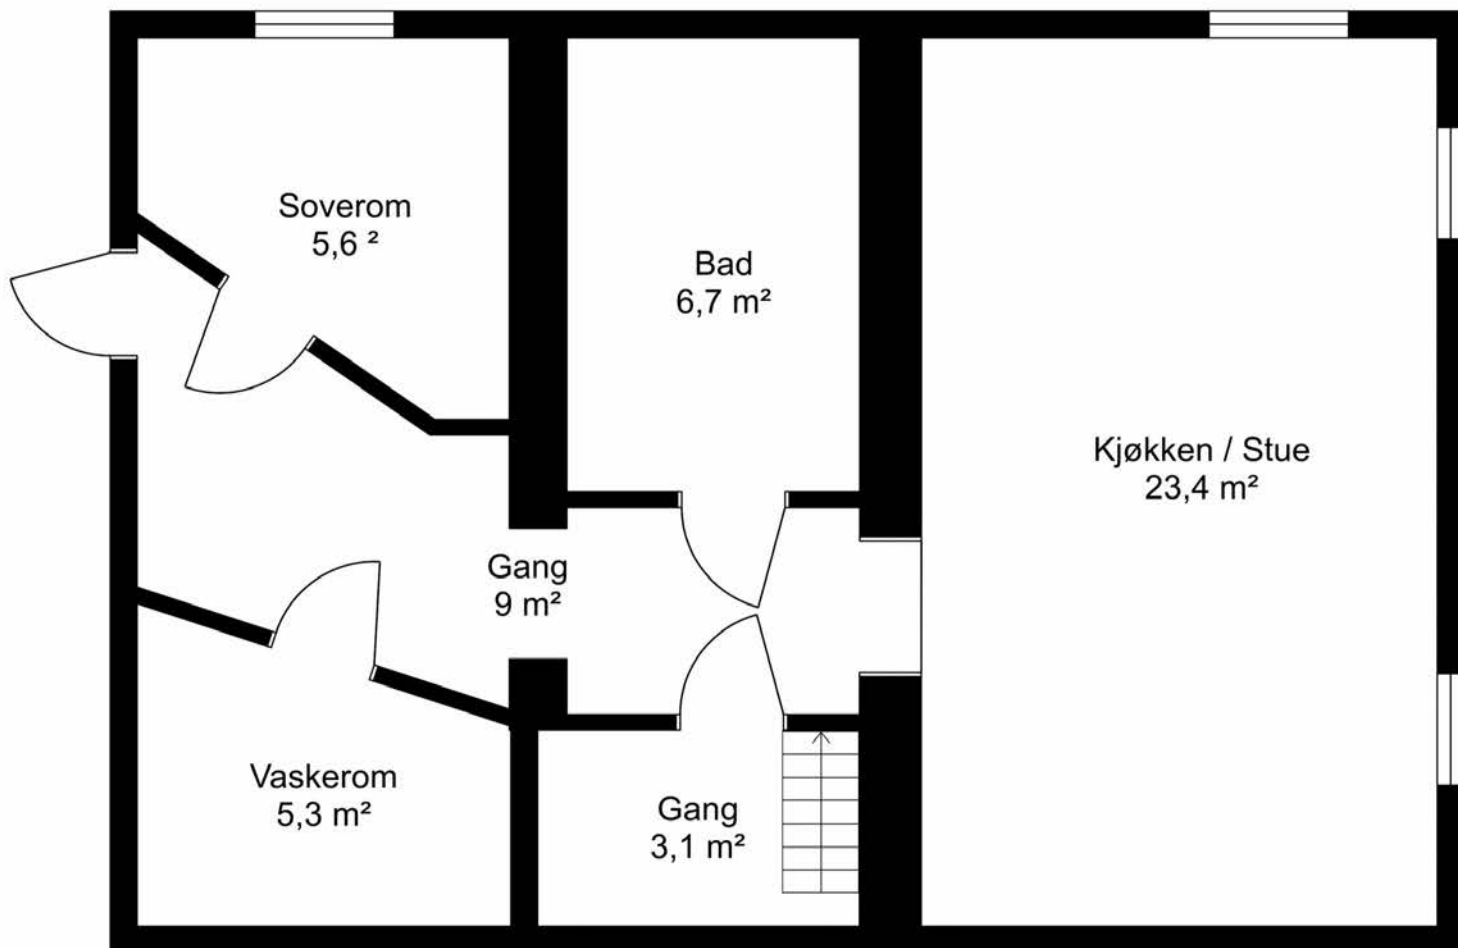 Soverom
5,6 ²
Bad
6,7 m²
Kjøkken / Stue
23,4 m²
Gang
9 m²
Vaskerom
5,3 m²
Gang
3,1 m²